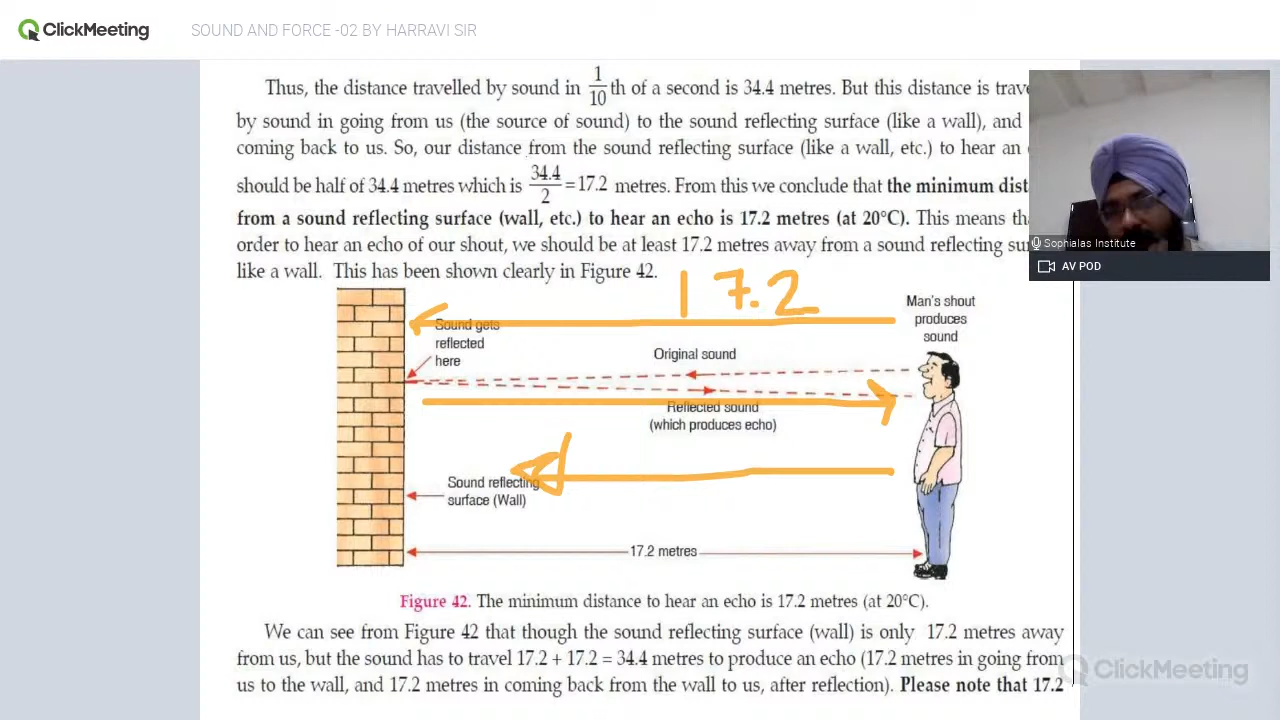 ClickMeeting
SOUND AND FORCE -02 BY HARRAVI SIR
Thus, the distance travelled by sound in 1/10 th of a second is 34.4 metres. But this distance is trave
by sound in going from us (the source of sound) to the sound reflecting surface (like a wall), and
coming back to us. So, our distance from the sound reflecting surface (like a wall, etc.) to hear an
should be half of 34.4 metres which is 34.4/2 = 17.2 metres. From this we conclude that the minimum dist
from a sound reflecting surface (wall, etc.) to hear an echo is 17.2 metres (at 20°C). This means th
order to hear an echo of our shout, we should be at least 17.2 metres away from a sound reflecting su
like a wall. This has been shown clearly in Figure 42.
Sophialas Institute
AV POD
17.2
Man's shout
produces
sound
Sound gets
reflected
here
Original sound
Reflected sound
(which produces echo)
Sound reflecting
surface (Wall)
17.2 metres
Figure 42. The minimum distance to hear an echo is 17.2 metres (at 20°C).
We can see from Figure 42 that though the sound reflecting surface (wall) is only 17.2 metres away
from us, but the sound has to travel 17.2 + 17.2 = 34.4 metres to produce an echo (17.2 metres in going from
us to the wall, and 17.2 metres in coming back from the wall to us, after reflection). Please note that 17.2
ClickMeeting